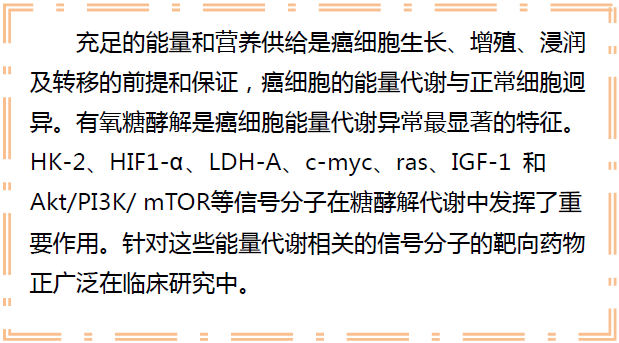 充足的能量和营养供给是癌细胞生长、增殖、浸润
及转移的前提和保证，癌细胞的能量代谢与正常细胞迥
异。有氧糖酵解是癌细胞能量代谢异常最显著的特征。
HK-2、HIF1-α、LDH-A、c-myc、ras、IGF-1 和
Akt/PI3K/ mTOR等信号分子在糖酵解代谢中发挥了重
要作用。针对这些能量代谢相关的信号分子的靶向药物
正广泛在临床研究中。